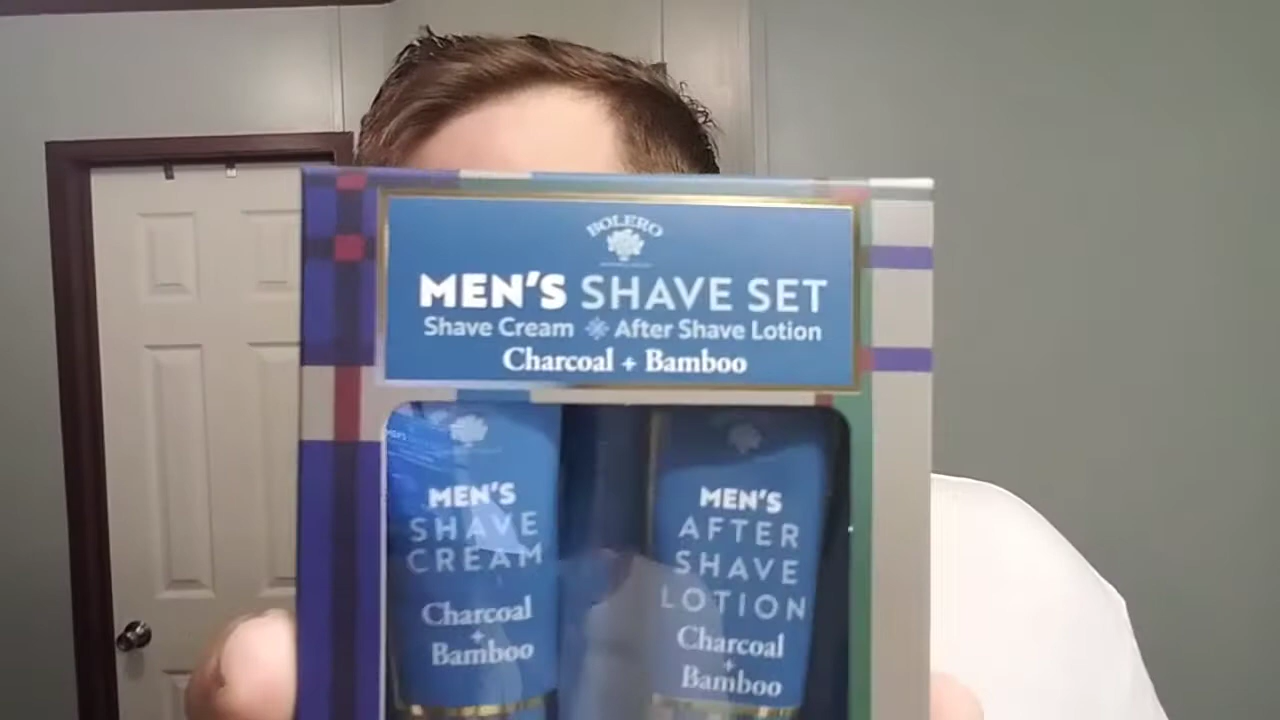 BOLERO
MEN'S SHAVE SET
Shave Cream After Shave Lotion
Charcoal + Bamboo
MEN'S
SHAVE
CREAM
Charcoal
+
Bamboo
MEN'S
AFTER
SHAVE
LOTION
Charcoal
+
Bamboo